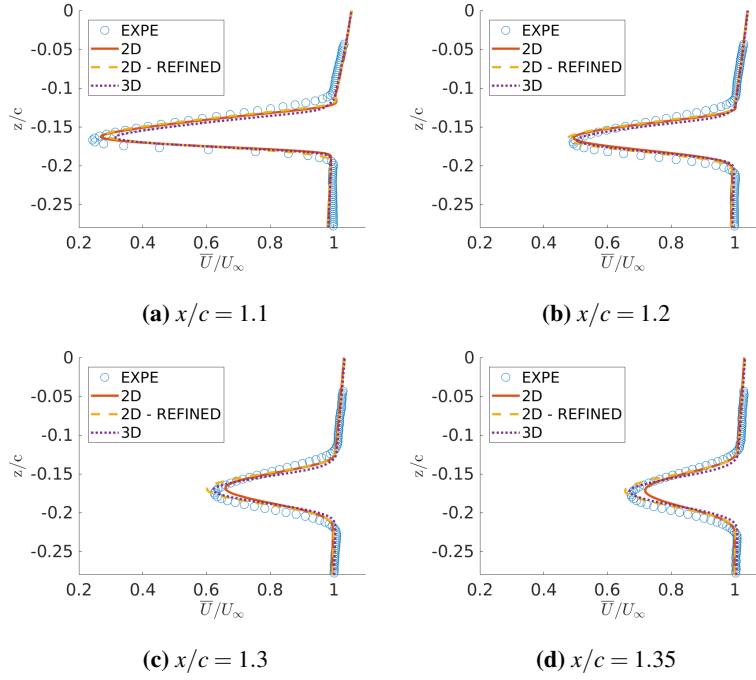 0
-0.05
-0.1
-0.15
-0.2
-0.25
z/c
EXPE
2D
2D - REFINED
3D
0.2 0.4 0.6 0.8 1
U̅/U∞
(a) x/c = 1.1
0
-0.05
-0.1
-0.15
-0.2
-0.25
z/c
EXPE
2D
2D - REFINED
3D
0.2 0.4 0.6 0.8 1
U̅/U∞
(b) x/c = 1.2
0
-0.05
-0.1
-0.15
-0.2
-0.25
z/c
EXPE
2D
2D - REFINED
3D
0.2 0.4 0.6 0.8 1
U̅/U∞
(c) x/c = 1.3
0
-0.05
-0.1
-0.15
-0.2
-0.25
z/c
EXPE
2D
2D - REFINED
3D
0.2 0.4 0.6 0.8 1
U̅/U∞
(d) x/c = 1.35